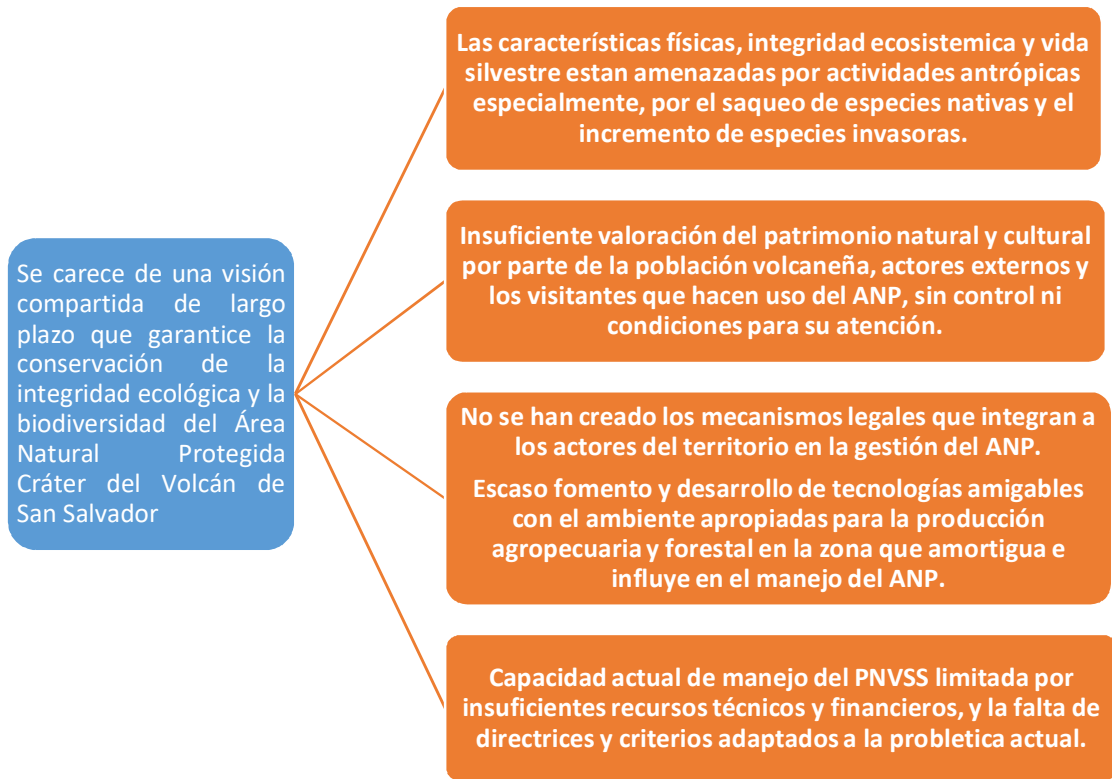 Se carece de una visión
compartida de largo
plazo que garantice la
conservación de la
integridad ecológica y la
biodiversidad del Área
Natural Protegida
Cráter del Volcán de
San Salvador
Las características físicas, integridad ecosistemica y vida
silvestre estan amenazadas por actividades antrópicas
especialmente, por el saqueo de especies nativas y el
incremento de especies invasoras.
Insuficiente valoración del patrimonio natural y cultural
por parte de la población volcaneña, actores externos y
los visitantes que hacen uso del ANP, sin control ni
condiciones para su atención.
No se han creado los mecanismos legales que integran a
los actores del territorio en la gestión del ANP.
Escaso fomento y desarrollo de tecnologías amigables
con el ambiente apropiadas para la producción
agropecuaria y forestal en la zona que amortigua e
influye en el manejo del ANP.
Capacidad actual de manejo del PNVSS limitada por
insuficientes recursos técnicos y financieros, y la falta de
directrices y criterios adaptados a la probletica actual.